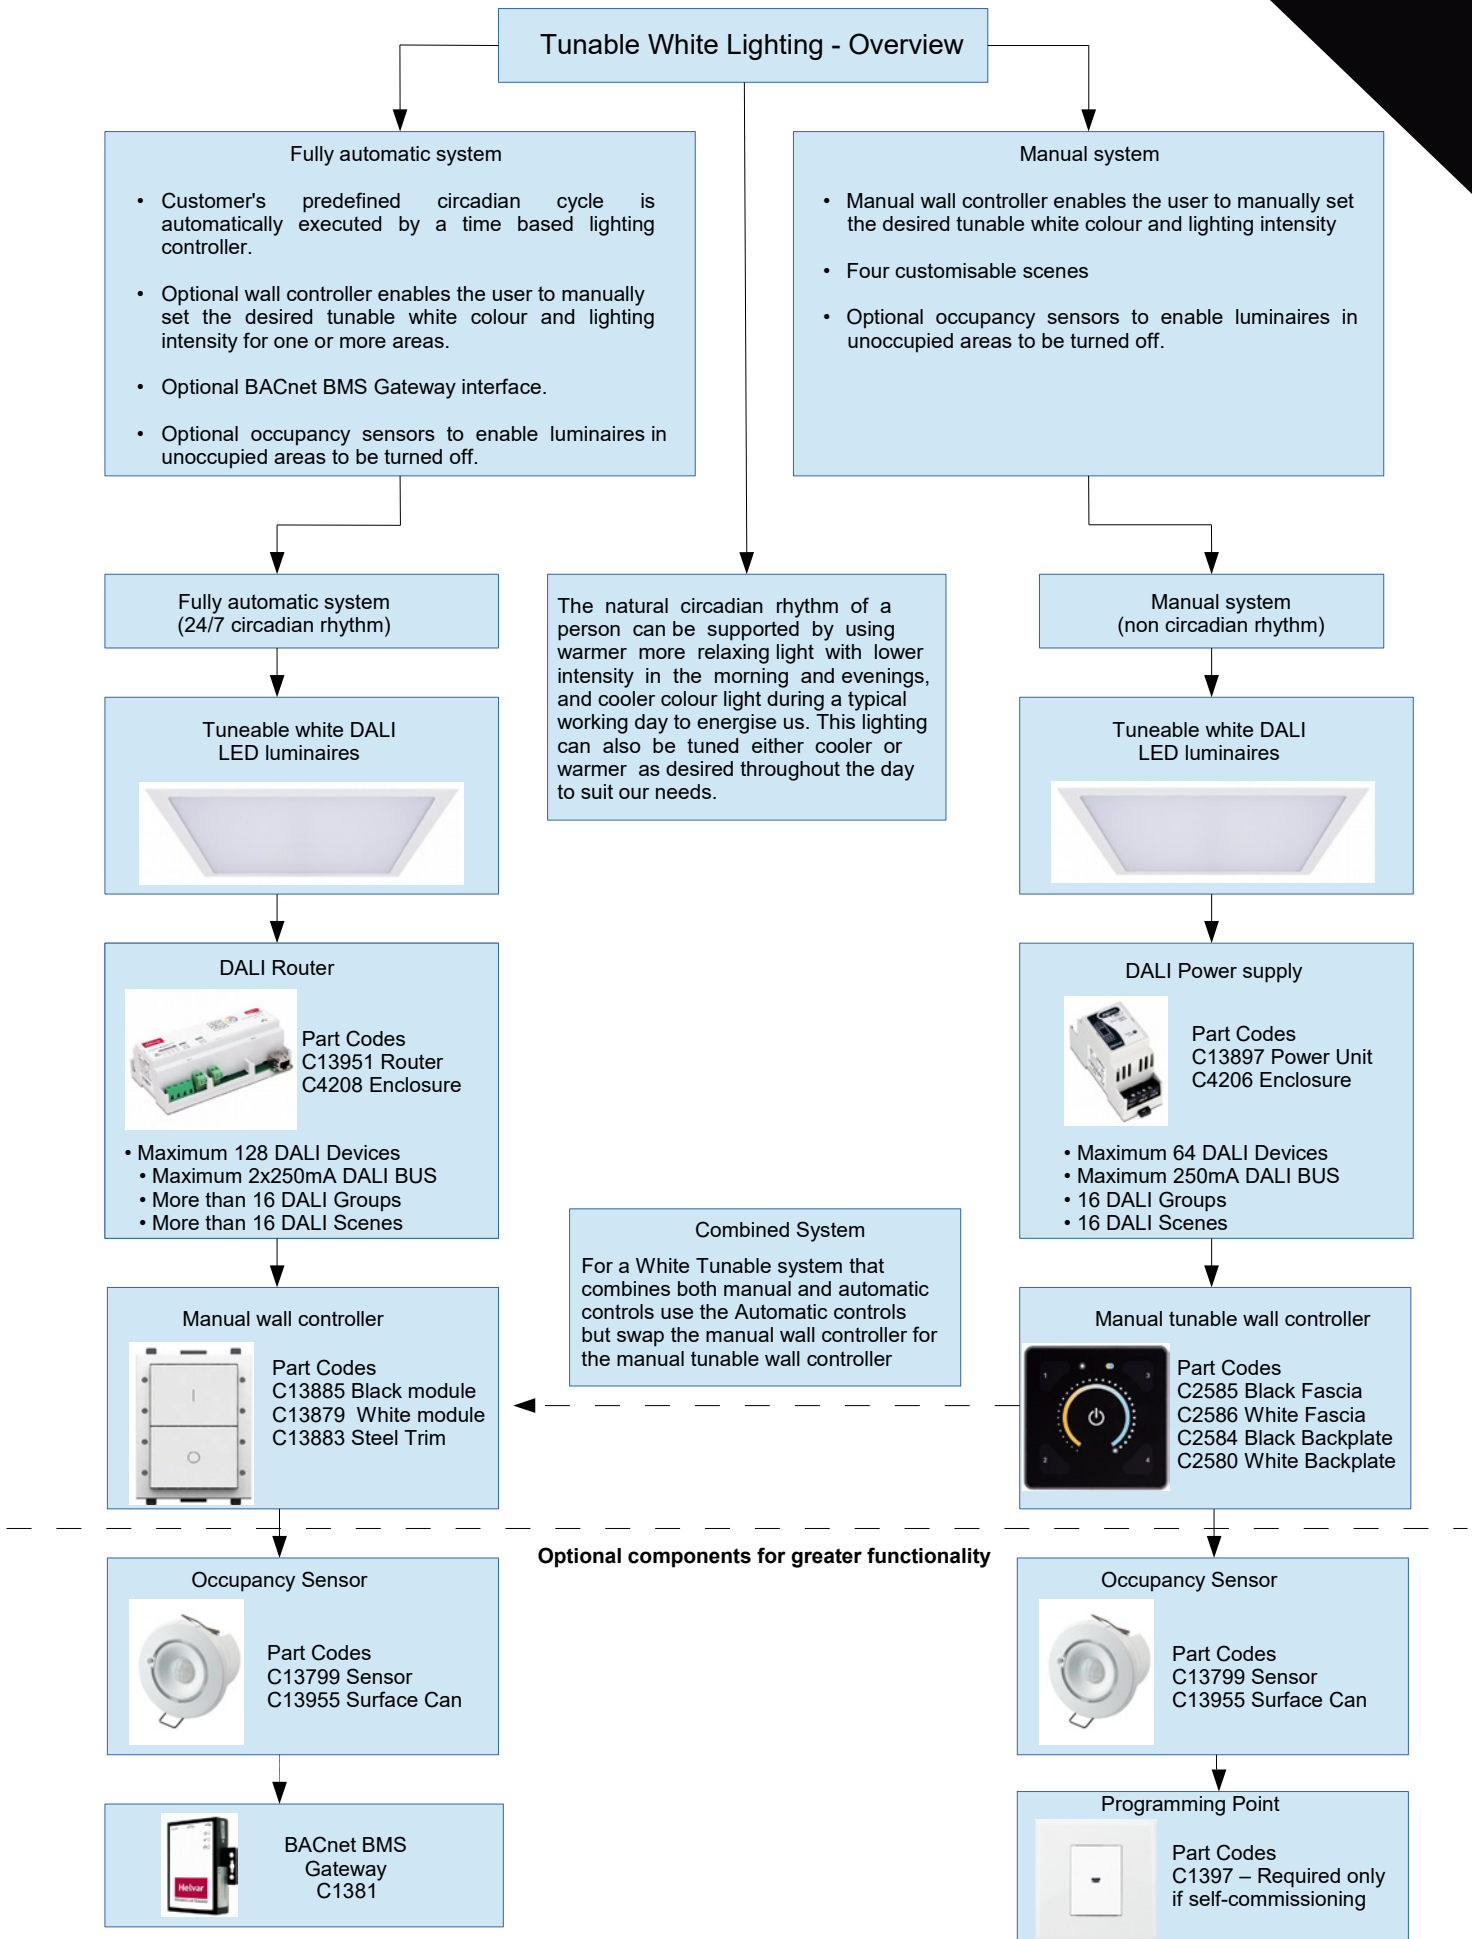 Tunable White Lighting - Overview
Fully automatic system
• Customer's predefined circadian cycle is
automatically executed by a time based lighting
controller.
• Optional wall controller enables the user to manually
set the desired tunable white colour and lighting
intensity for one or more areas.
• Optional BACnet BMS Gateway interface.
• Optional occupancy sensors to enable luminaires in
unoccupied areas to be turned off.
Manual system
• Manual wall controller enables the user to manually set
the desired tunable white colour and lighting intensity
• Four customisable scenes
• Optional occupancy sensors to enable luminaires in
unoccupied areas to be turned off.
Fully automatic system
(24/7 circadian rhythm)
The natural circadian rhythm of a
person can be supported by using
warmer more relaxing light with lower
intensity in the morning and evenings,
and cooler colour light during a typical
working day to energise us. This lighting
can also be tuned either cooler or
warmer as desired throughout the day
to suit our needs.
Manual system
(non circadian rhythm)
Tuneable white DALI
LED luminaires
Tuneable white DALI
LED luminaires
DALI Router
Part Codes
C13951 Router
C4208 Enclosure
• Maximum 128 DALI Devices
• Maximum 2x250mA DALI BUS
• More than 16 DALI Groups
• More than 16 DALI Scenes
DALI Power supply
Part Codes
C13897 Power Unit
C4206 Enclosure
• Maximum 64 DALI Devices
• Maximum 250mA DALI BUS
• 16 DALI Groups
• 16 DALI Scenes
Combined System
For a White Tunable system that
combines both manual and automatic
controls use the Automatic controls
but swap the manual wall controller for
the manual tunable wall controller
Manual wall controller
Part Codes
C13885 Black module
C13879 White module
C13883 Steel Trim
Manual tunable wall controller
1
3
2
4
Part Codes
C2585 Black Fascia
C2586 White Fascia
C2584 Black Backplate
C2580 White Backplate
Optional components for greater functionality
Occupancy Sensor
Part Codes
C13799 Sensor
C13955 Surface Can
Occupancy Sensor
Part Codes
C13799 Sensor
C13955 Surface Can
Helvar
BACnet BMS
Gateway
C1381
Programming Point
Part Codes
C1397 – Required only
if self-commissioning